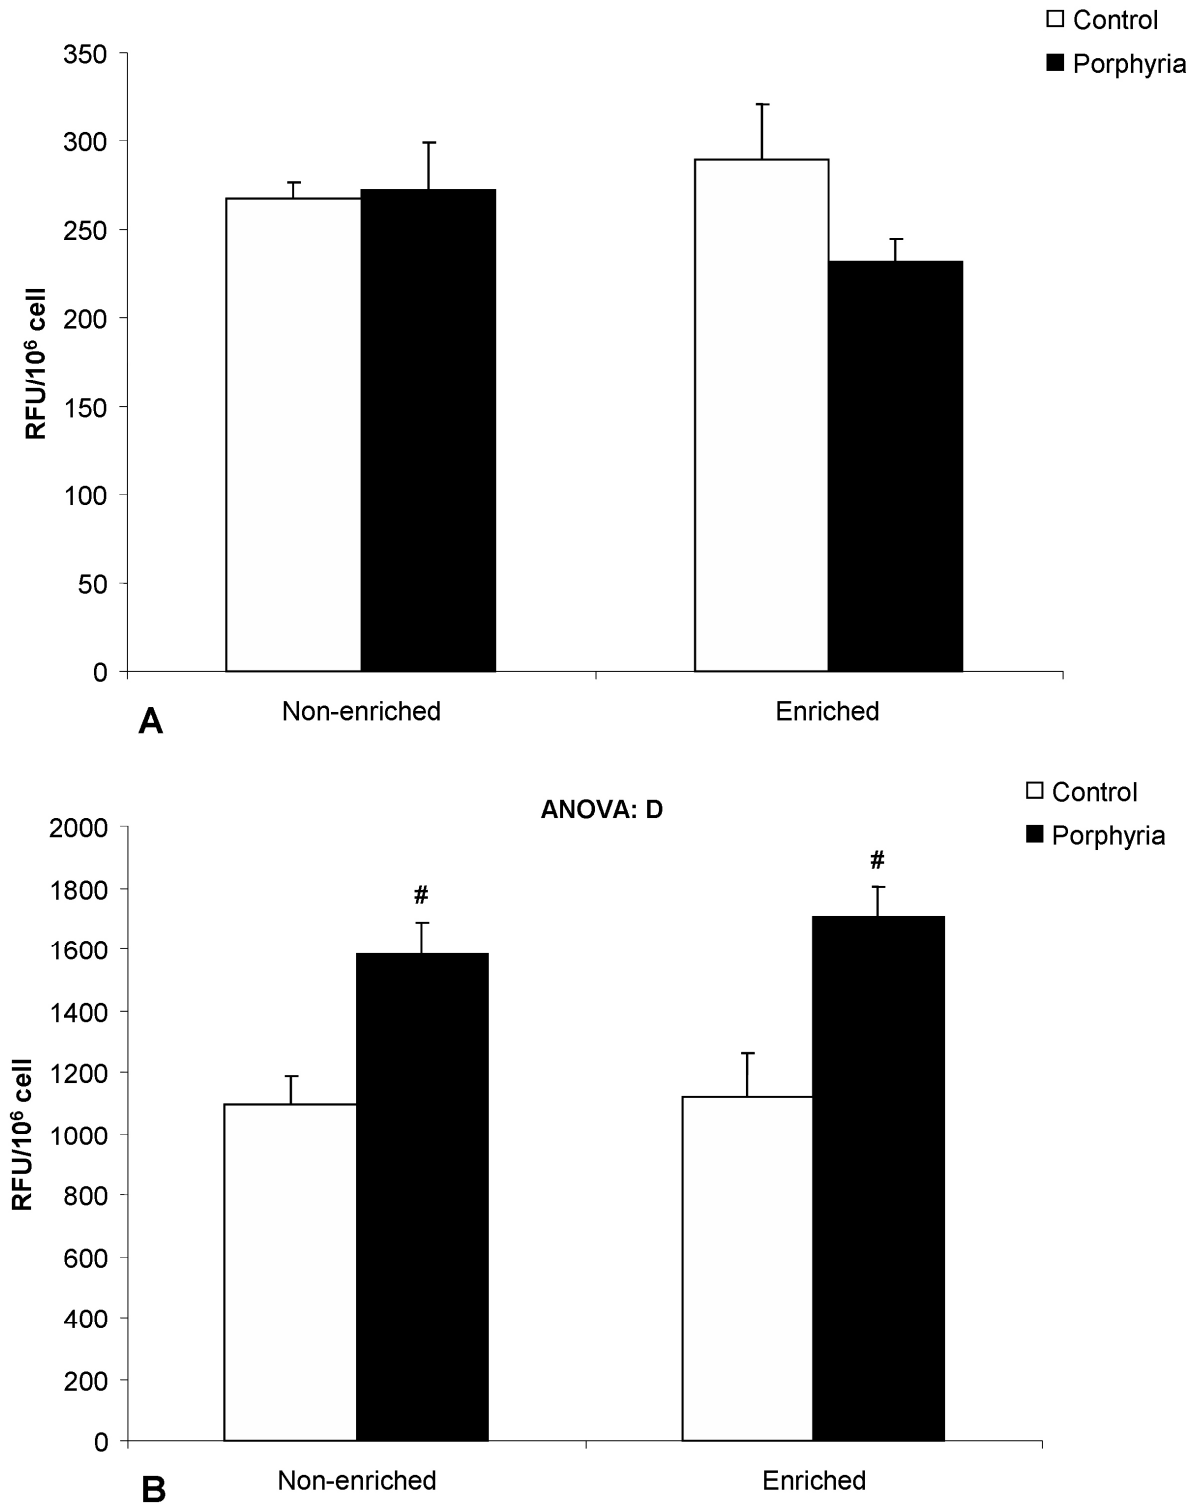 Control
Porphyria
350
300
250
200
150
100
50
0
RFU/10⁶ cell
Non-enriched
Enriched
A
ANOVA: D
Control
Porphyria
2000
1800
1600
1400
1200
1000
800
600
400
200
0
#
#
RFU/10⁶ cell
Non-enriched
Enriched
B